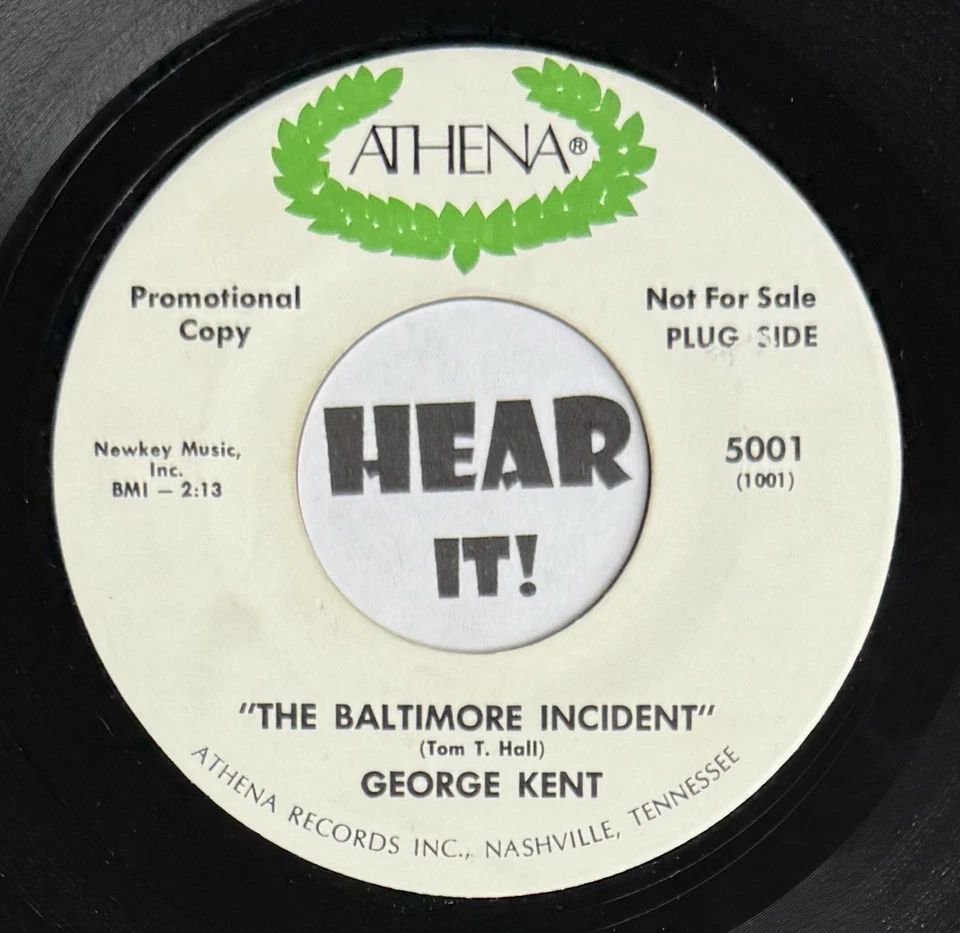 ATHENA®
Promotional
Copy
Not For Sale
PLUG SIDE
Newkey Music,
Inc.
BMI — 2:13
5001
(1001)
HEAR
IT!
"THE BALTIMORE INCIDENT"
(Tom T. Hall)
GEORGE KENT
ATHENA RECORDS INC., NASHVILLE, TENNESSEE